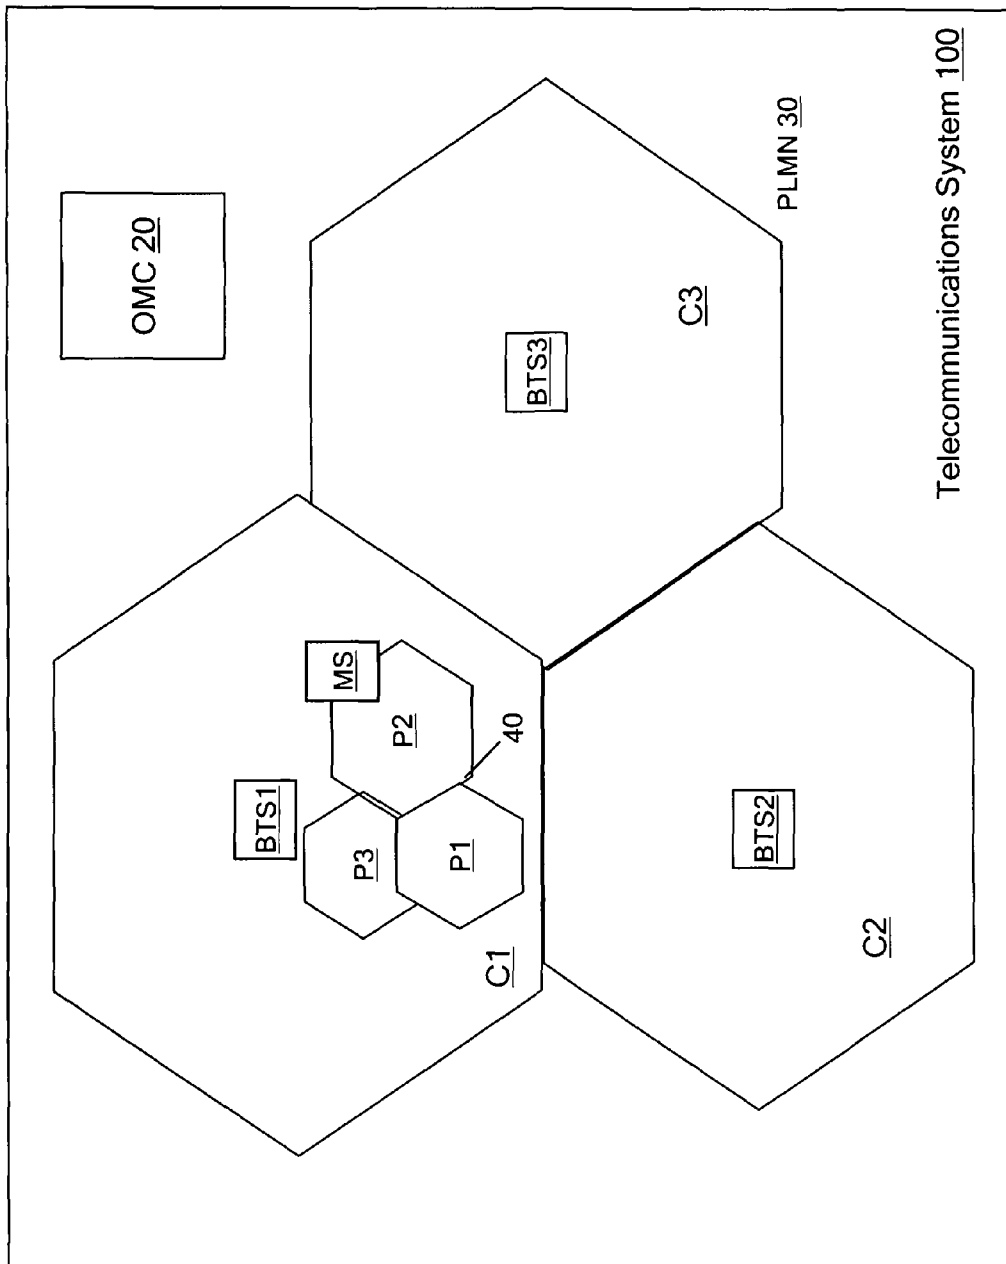 OMC 20
BTS1
MS
P3
P2
P1
40
C1
BTS3
C3
PLMN 30
BTS2
C2
Telecommunications System 100